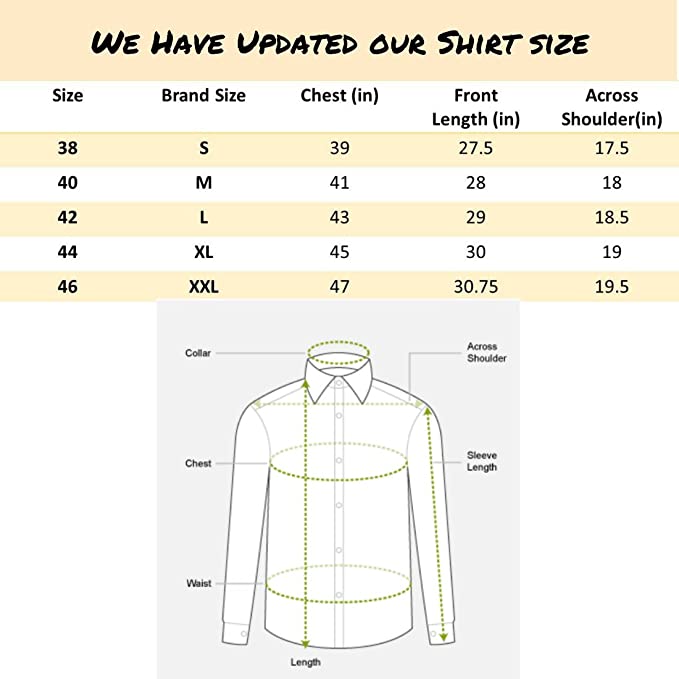 We Have Updated our Shirt size
Size Brand Size Chest (in) Front Length (in) Across Shoulder(in)
38 S 39 27.5 17.5
40 M 41 28 18
42 L 43 29 18.5
44 XL 45 30 19
46 XXL 47 30.75 19.5
Collar
Across
Shoulder
Chest
Sleeve
Length
Waist
Length